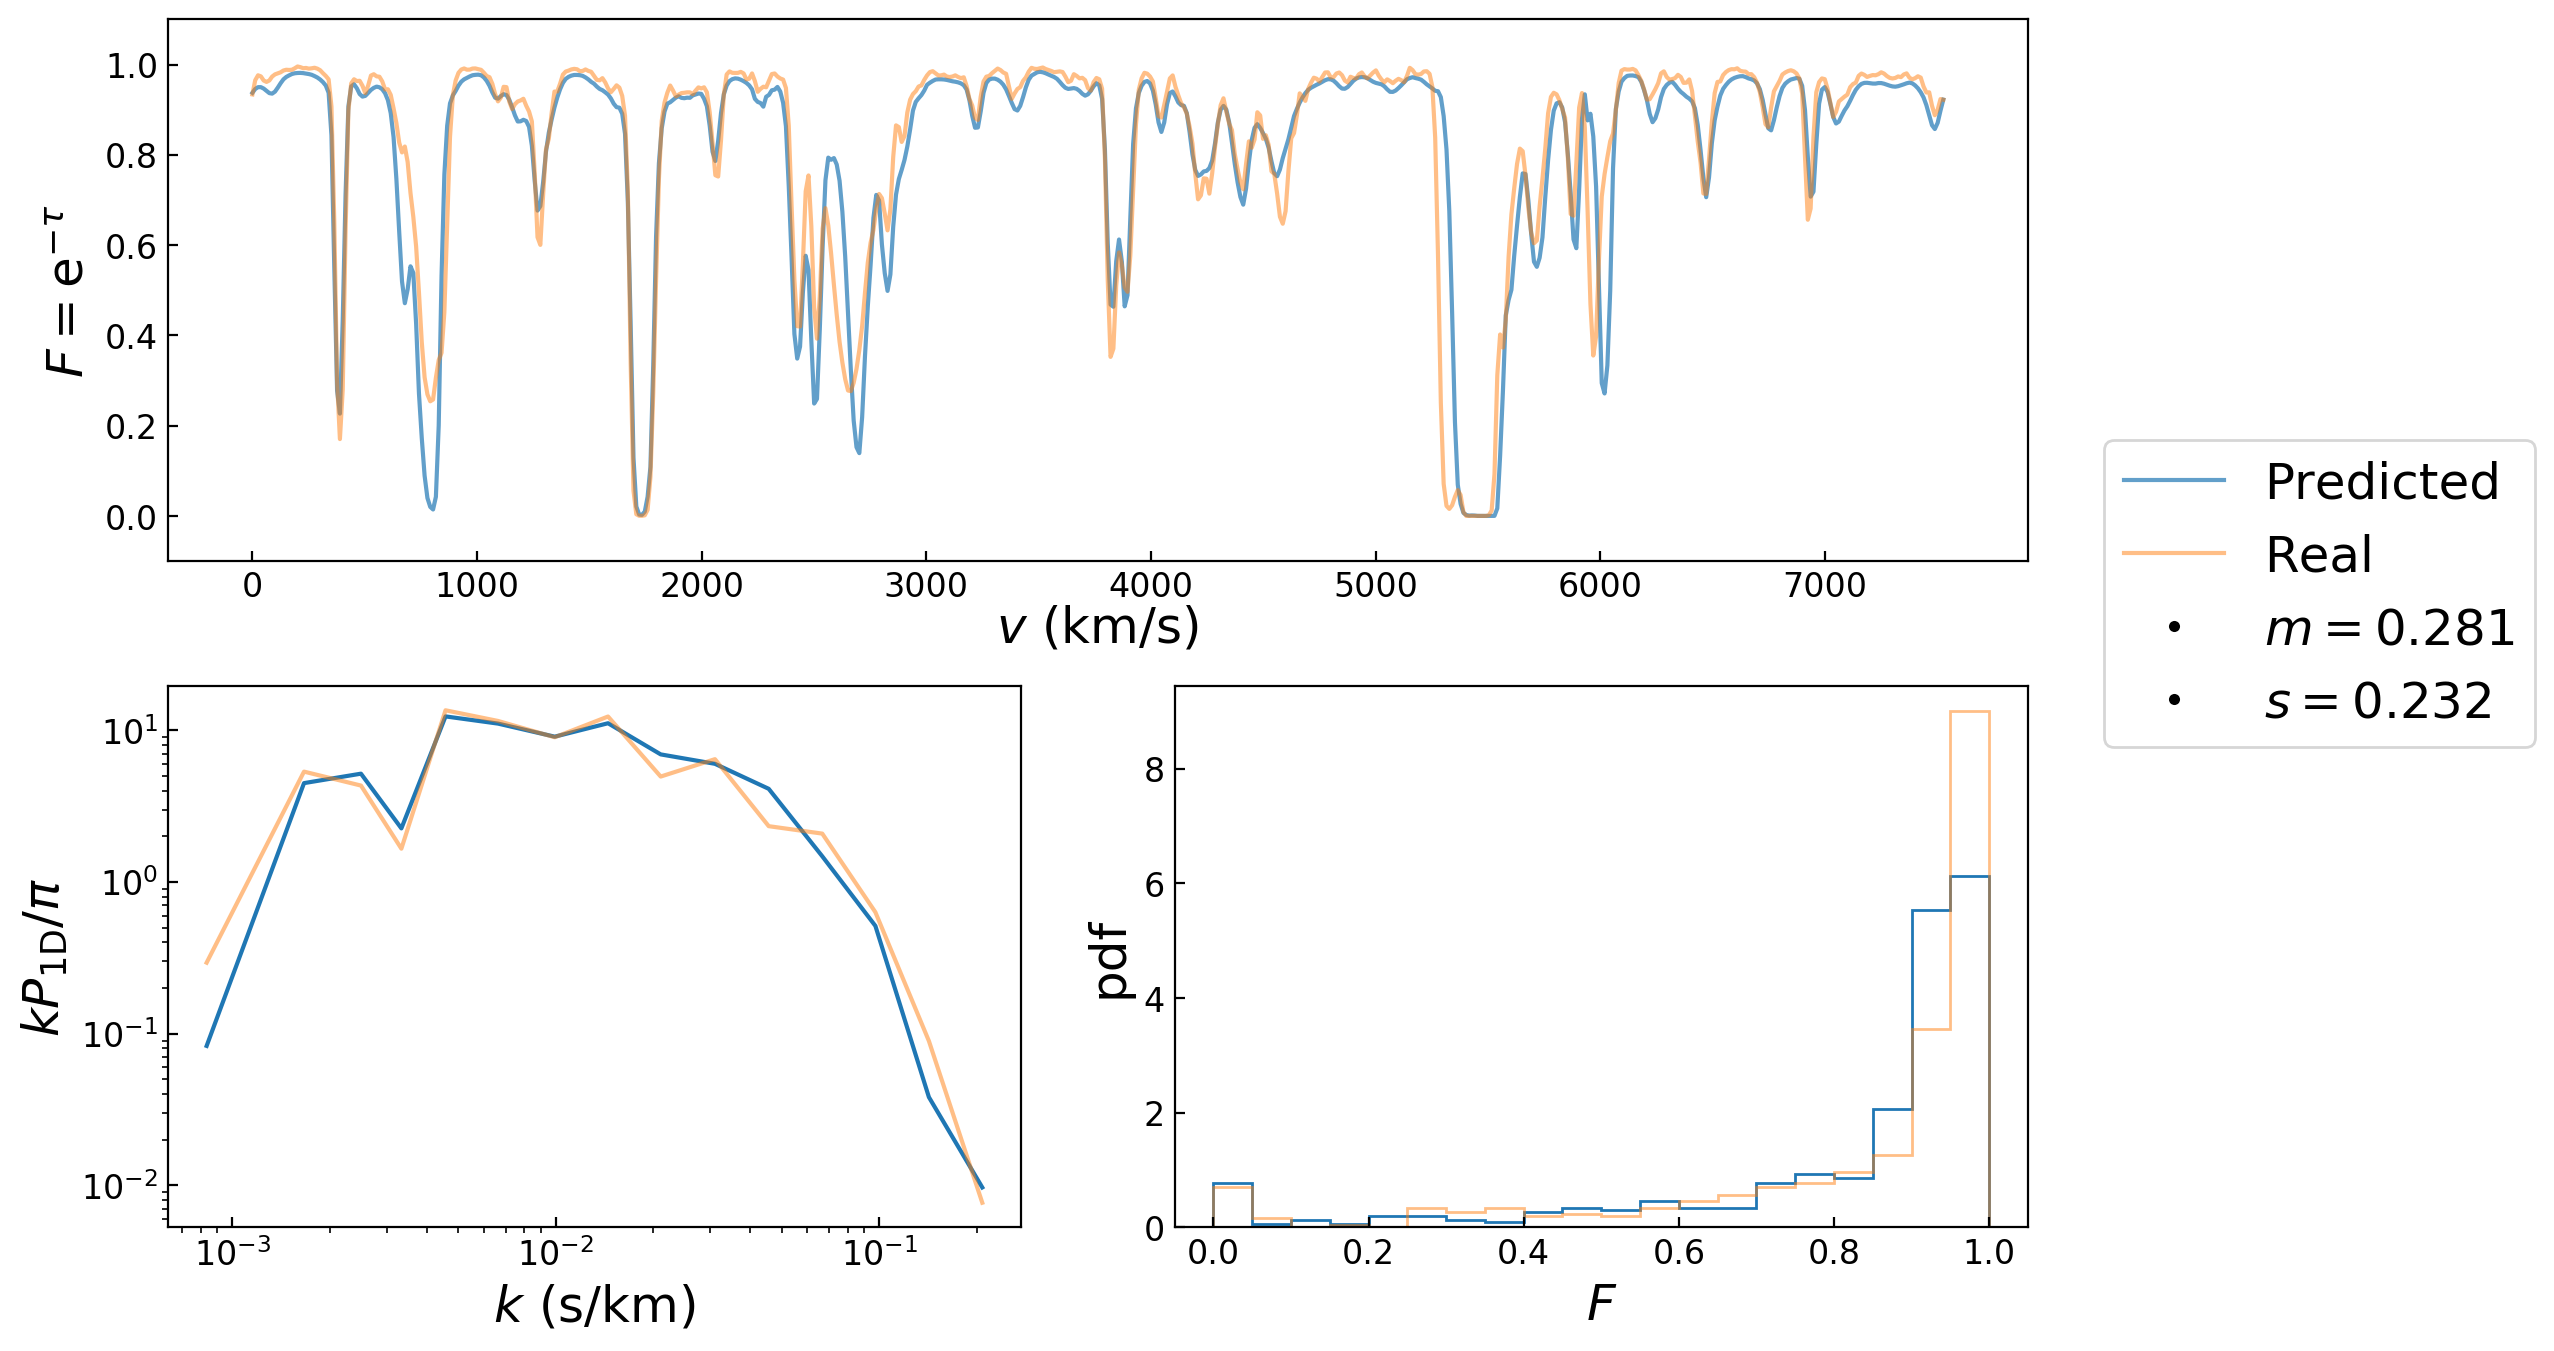 1.0
0.8
0.6
0.4
0.2
0.0
F = e^{−τ}
0 1000 2000 3000 4000 5000 6000 7000
v (km/s)
Predicted
Real
m = 0.281
s = 0.232
10^1
10^0
10^{−1}
10^{−2}
kP_{1D}/π
10^{−3} 10^{−2} 10^{−1}
k (s/km)
8
6
4
2
0
pdf
0.0 0.2 0.4 0.6 0.8 1.0
F